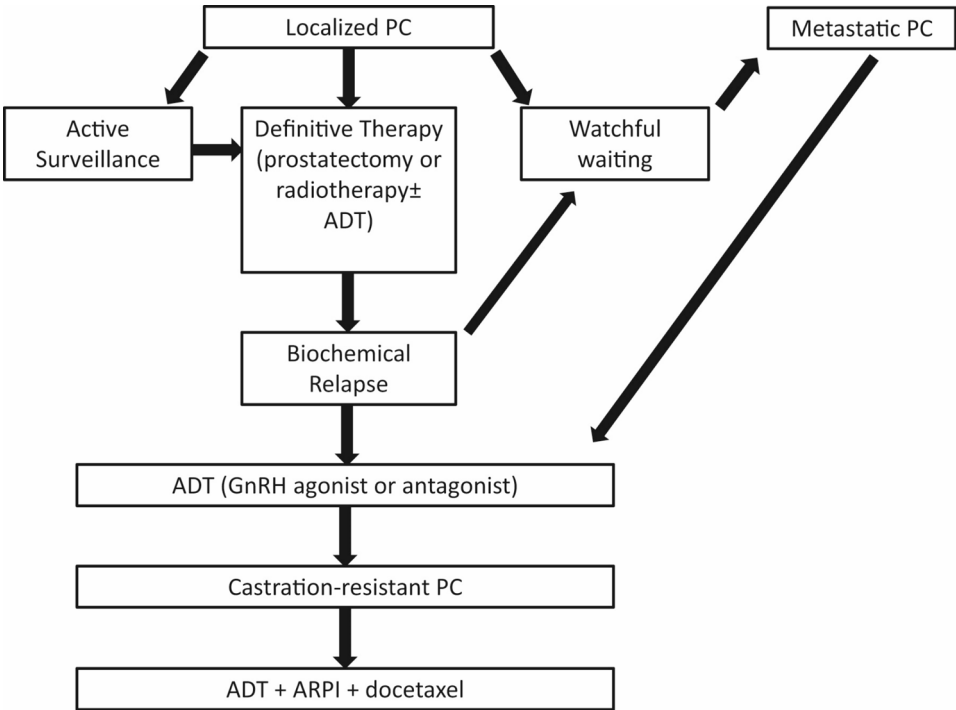 Localized PC
Metastatic PC
Active
Surveillance
Definitive Therapy
(prostatectomy or
radiotherapy±
ADT)
Watchful
waiting
Biochemical
Relapse
ADT (GnRH agonist or antagonist)
Castration-resistant PC
ADT + ARPI + docetaxel